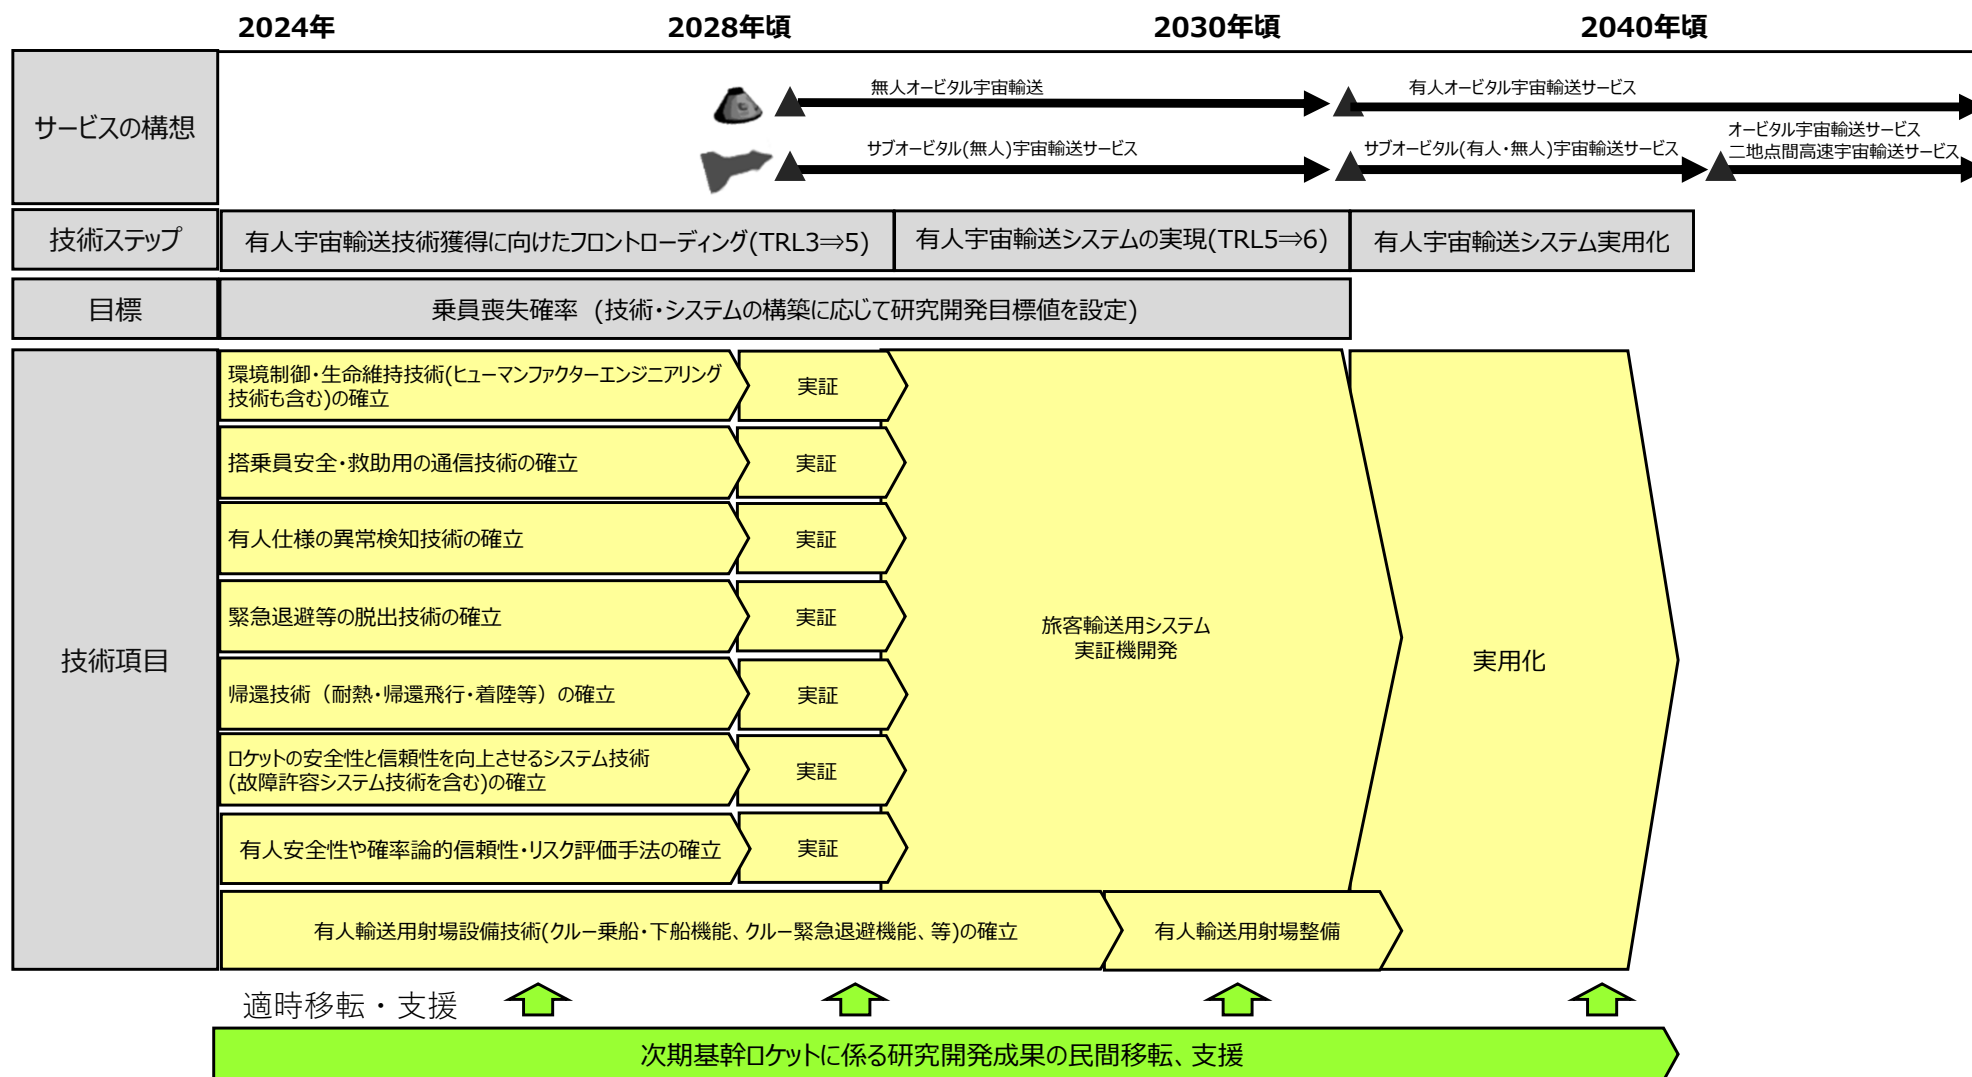 2024年
2028年頃
2030年頃
2040年頃
サービスの構想
無人オービタル宇宙輸送
有人オービタル宇宙輸送サービス
サブオービタル(無人)宇宙輸送サービス
サブオービタル(有人・無人)宇宙輸送サービス
オービタル宇宙輸送サービス
二地点間高速宇宙輸送サービス
技術ステップ
有人宇宙輸送技術獲得に向けたフロントローディング(TRL3⇒5)
有人宇宙輸送システムの実現(TRL5⇒6)
有人宇宙輸送システム実用化
目標
乗員喪失確率 (技術・システムの構築に応じて研究開発目標値を設定)
技術項目
環境制御・生命維持技術(ヒューマンファクターエンジニアリング
技術も含む)の確立
実証
搭乗員安全・救助用の通信技術の確立
実証
有人仕様の異常検知技術の確立
実証
緊急退避等の脱出技術の確立
実証
帰還技術（耐熱・帰還飛行・着陸等）の確立
実証
ロケットの安全性と信頼性を向上させるシステム技術
(故障許容システム技術を含む)の確立
実証
有人安全性や確率論的信頼性・リスク評価手法の確立
実証
旅客輸送用システム
実証機開発
実用化
有人輸送用射場設備技術(クルー乗船・下船機能、クルー緊急退避機能、等)の確立
有人輸送用射場整備
適時移転・支援
次期基幹ロケットに係る研究開発成果の民間移転、支援